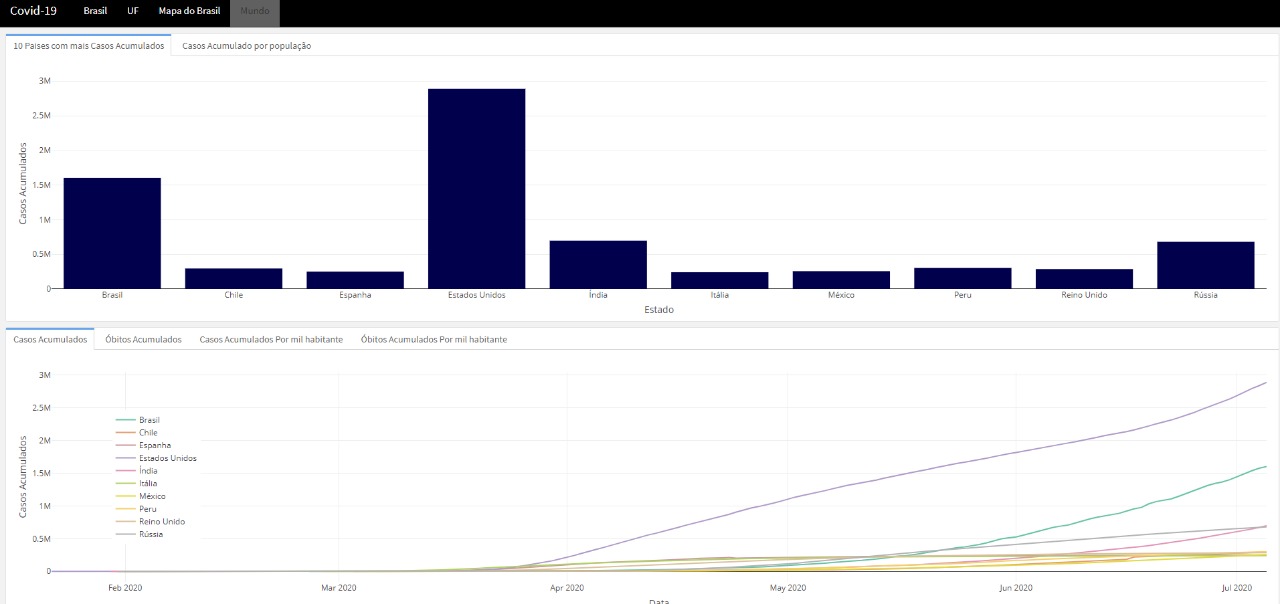 Covid-19 Brasil UF Mapa do Brasil Mundo
10 Paises com mais Casos Acumulados Casos Acumulado por população
3M
2.5M
2M
1.5M
1M
0.5M
0
Casos Acumulados
Brasil Chile Espanha Estados Unidos Índia Itália México Peru Reino Unido Rússia
Estado
Casos Acumulados Óbitos Acumulados Casos Acumulados Por mil habitante Óbitos Acumulados Por mil habitante
3M
2.5M
2M
1.5M
1M
0.5M
0
Casos Acumulados
Brasil
Chile
Espanha
Estados Unidos
Índia
Itália
México
Peru
Reino Unido
Rússia
Feb 2020 Mar 2020 Apr 2020 May 2020 Jun 2020 Jul 2020
Data